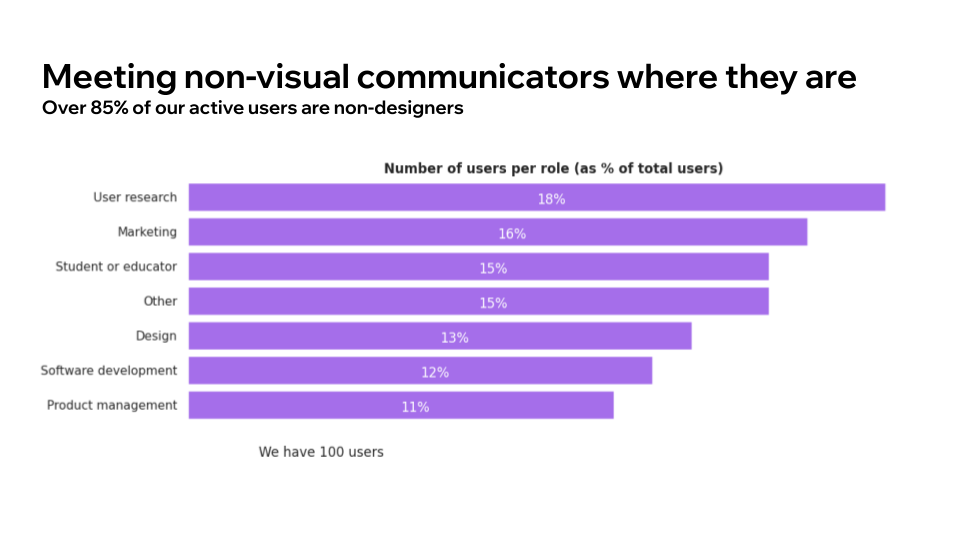 Meeting non-visual communicators where they are
Over 85% of our active users are non-designers
Number of users per role (as % of total users)
User research 18%
Marketing 16%
Student or educator 15%
Other 15%
Design 13%
Software development 12%
Product management 11%
We have 100 users